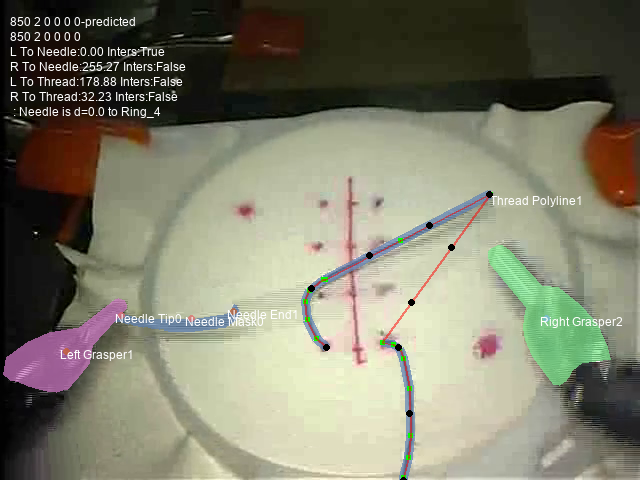 850 2 0 0 0 0-predicted
850 2 0 0 0 0
L To Needle:0.00 Inters:True
R To Needle:255.27 Inters:False
L To Thread:178.88 Inters:False
R To Thread:32.23 Inters:False
: Needle is d=0.0 to Ring_4
Thread Polyline1
Needle Tip0
Needle Mask0
Needle End1
Right Grasper2
Left Grasper1